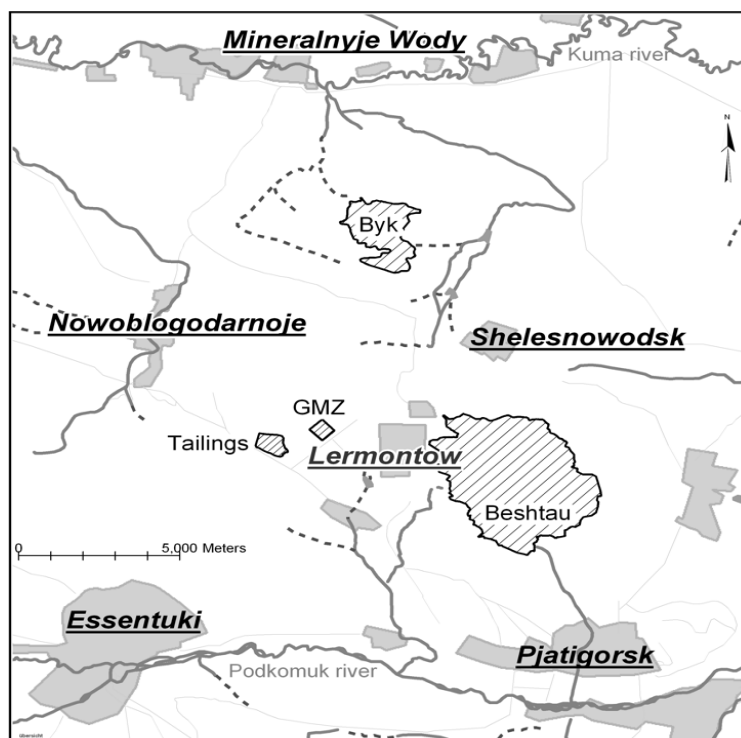 Mineralnyje Wody
Kuma river
N
Byk
Nowoblogodarnoje
Shelesnowodsk
GMZ
Tailings
Lermontow
Beshtau
0 5,000 Meters
Essentuki
Pjatigorsk
Podkomuk river
übersicht